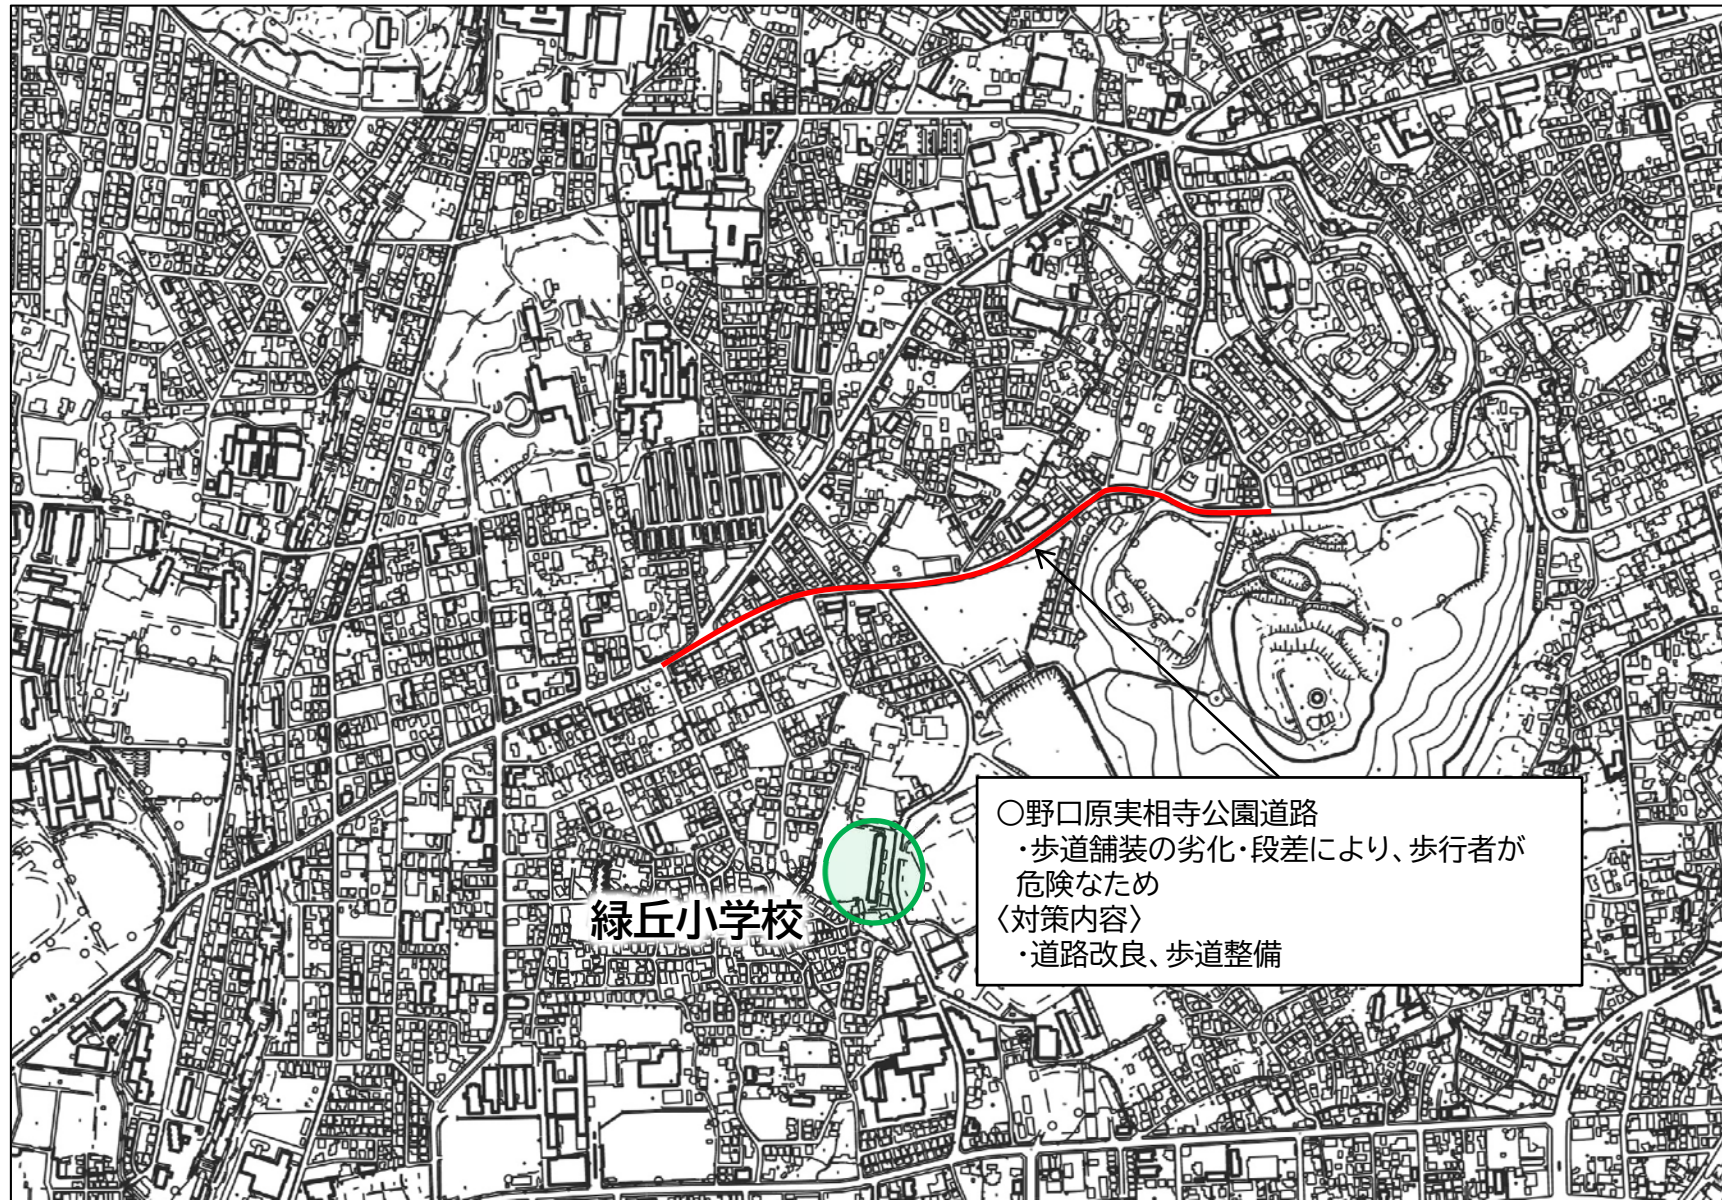 ○野口原実相寺公園道路
・歩道舗装の劣化・段差により、歩行者が
危険なため
〈対策内容〉
・道路改良、歩道整備
緑丘小学校